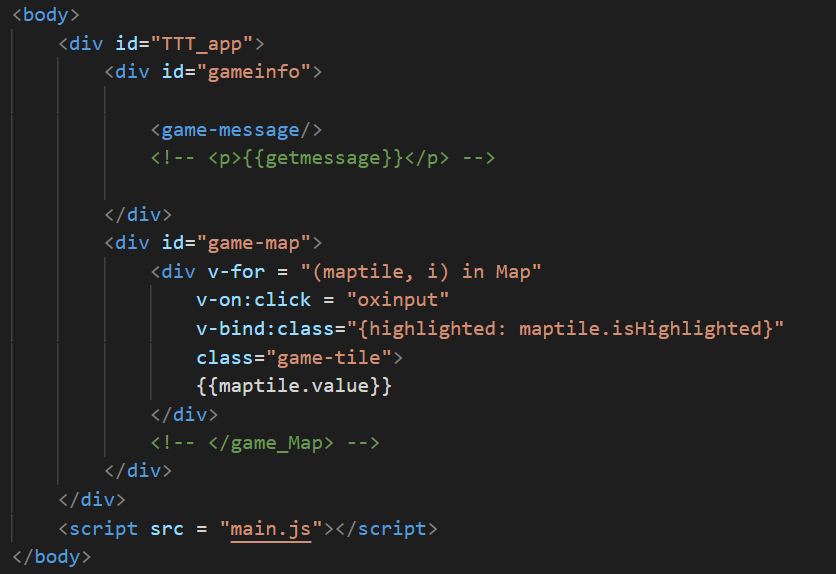 <body>
<div id="TTT_app">
<div id="gameinfo">
<game-message/>
<!-- <p>{{getmessage}}</p> -->
</div>
<div id="game-map">
<div v-for = "(maptile, i) in Map"
v-on:click = "oxinput"
v-bind:class="{highlighted: maptile.isHighlighted}"
class="game-tile">
{{maptile.value}}
</div>
<!-- </game_Map> -->
</div>
</div>
<script src = "main.js"></script>
</body>